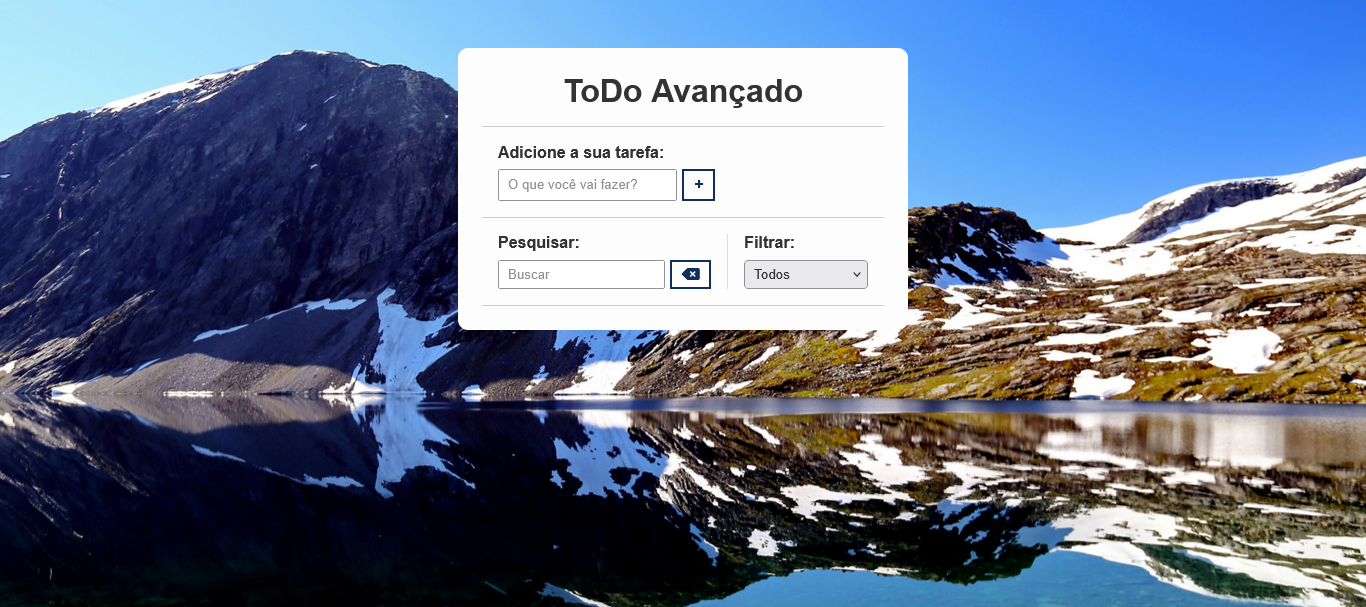 ToDo Avançado
Adicione a sua tarefa:
O que você vai fazer?
Pesquisar:
Filtrar:
Buscar
Todos